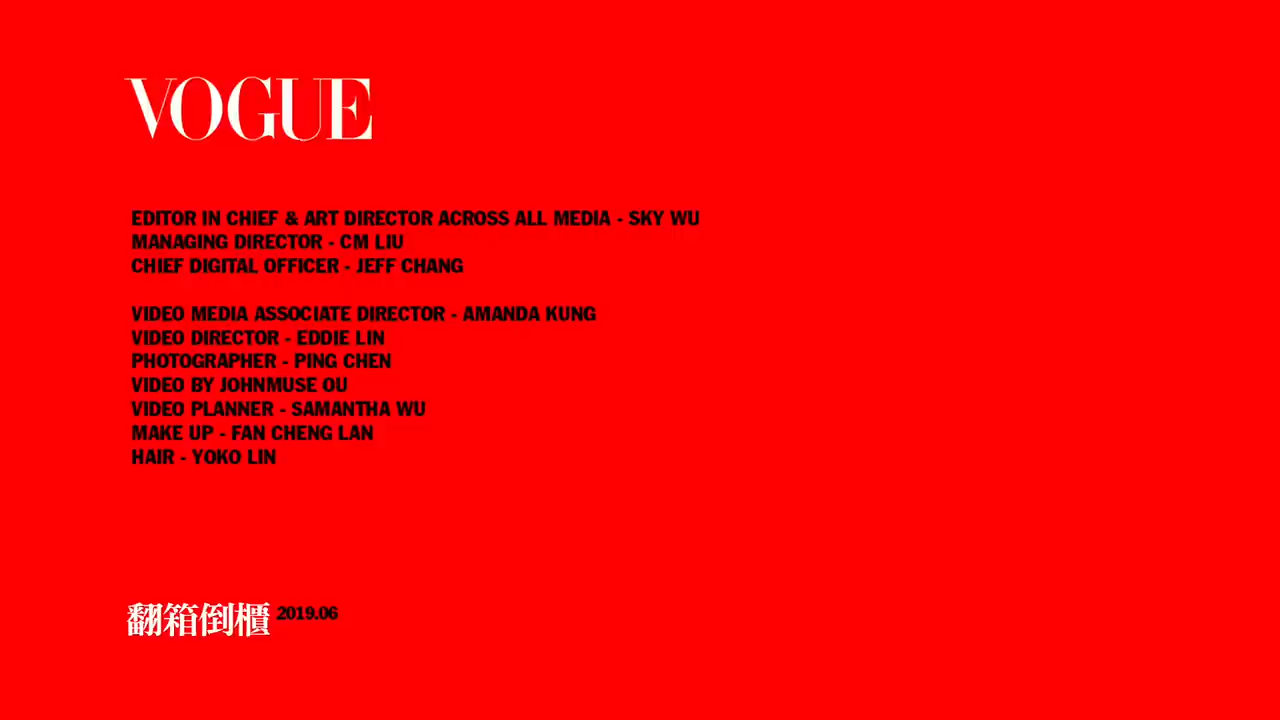 VOGUE
EDITOR IN CHIEF & ART DIRECTOR ACROSS ALL MEDIA - SKY WU
MANAGING DIRECTOR - CM LIU
CHIEF DIGITAL OFFICER - JEFF CHANG
VIDEO MEDIA ASSOCIATE DIRECTOR - AMANDA KUNG
VIDEO DIRECTOR - EDDIE LIN
PHOTOGRAPHER - PING CHEN
VIDEO BY JOHNMUSE OU
VIDEO PLANNER - SAMANTHA WU
MAKE UP - FAN CHENG LAN
HAIR - YOKO LIN
翻箱倒櫃 2019.06